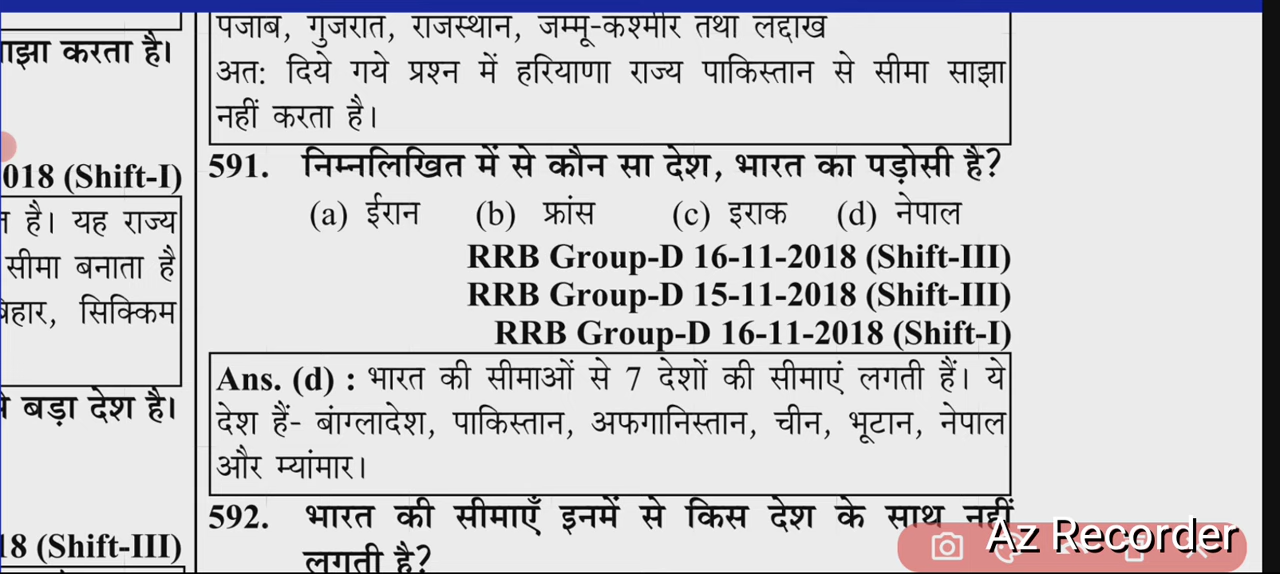 ाझा करता है।
018 (Shift-I)
है। यह राज्य
सीमा बनाता है
बिहार, सिक्किम
बड़ा देश है।
18 (Shift-III)
पंजाब, गुजरात, राजस्थान, जम्मू-कश्मीर तथा लद्दाख
अत: दिये गये प्रश्न में हरियाणा राज्य पाकिस्तान से सीमा साझा
नहीं करता है।
591. निम्नलिखित में से कौन सा देश, भारत का पड़ोसी है?
(a) ईरान (b) फ्रांस (c) इराक (d) नेपाल
RRB Group-D 16-11-2018 (Shift-III)
RRB Group-D 15-11-2018 (Shift-III)
RRB Group-D 16-11-2018 (Shift-I)
Ans. (d) : भारत की सीमाओं से 7 देशों की सीमाएं लगती हैं। ये
देश हैं- बांग्लादेश, पाकिस्तान, अफगानिस्तान, चीन, भूटान, नेपाल
और म्यांमार।
592. भारत की सीमाएँ इनमें से किस देश के साथ नहीं
लगती है?
Az Recorder